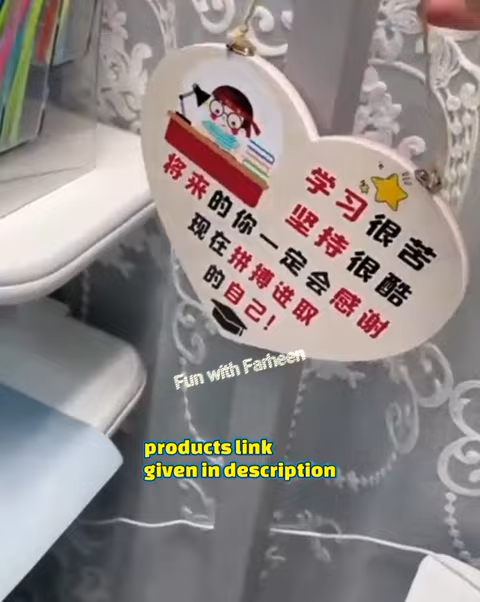 学习很苦
坚持很酷
将来的你一定会感谢
现在拼搏进取
的自己!
Fun with Farheen
products link
given in description